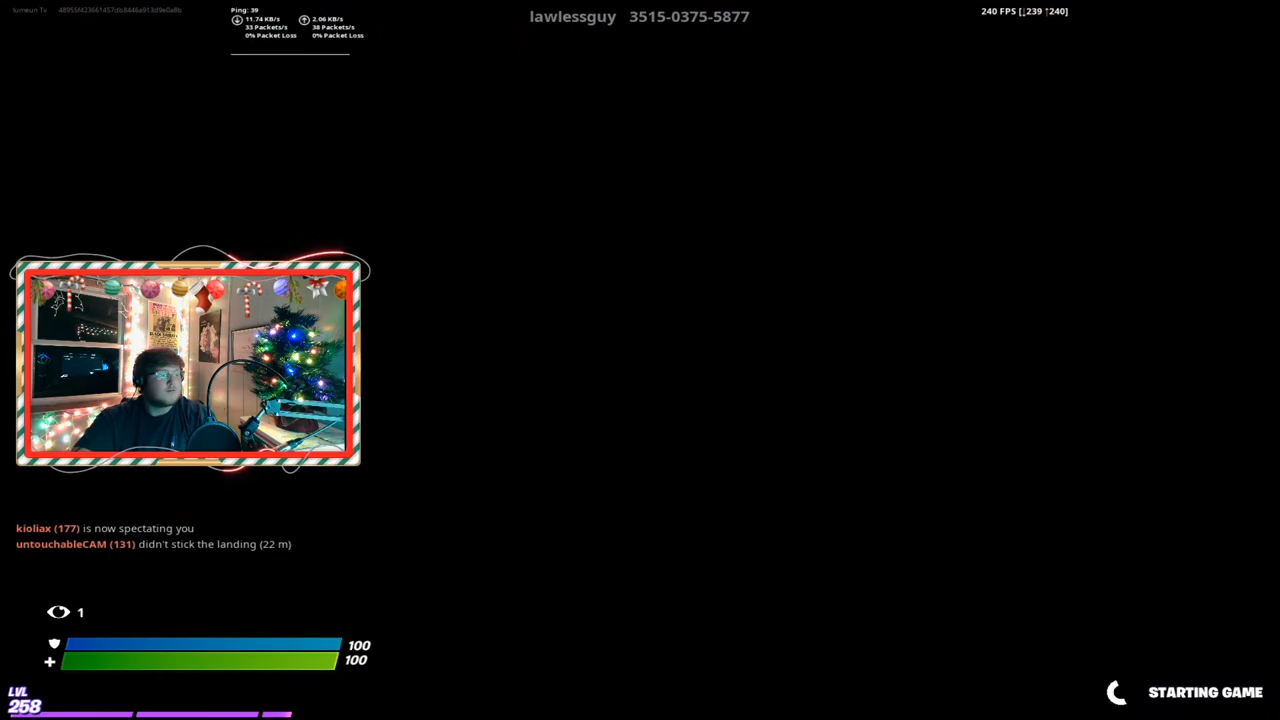 Ping: 39
11.74 KB/s
33 Packets/s
0% Packet Loss
2.06 KB/s
38 Packets/s
0% Packet Loss
lawlessguy 3515-0375-5877
240 FPS [↓239 ↑240]
kioliax (177) is now spectating you
untouchableCAM (131) didn't stick the landing (22 m)
1
100
100
LVL
258
STARTING GAME